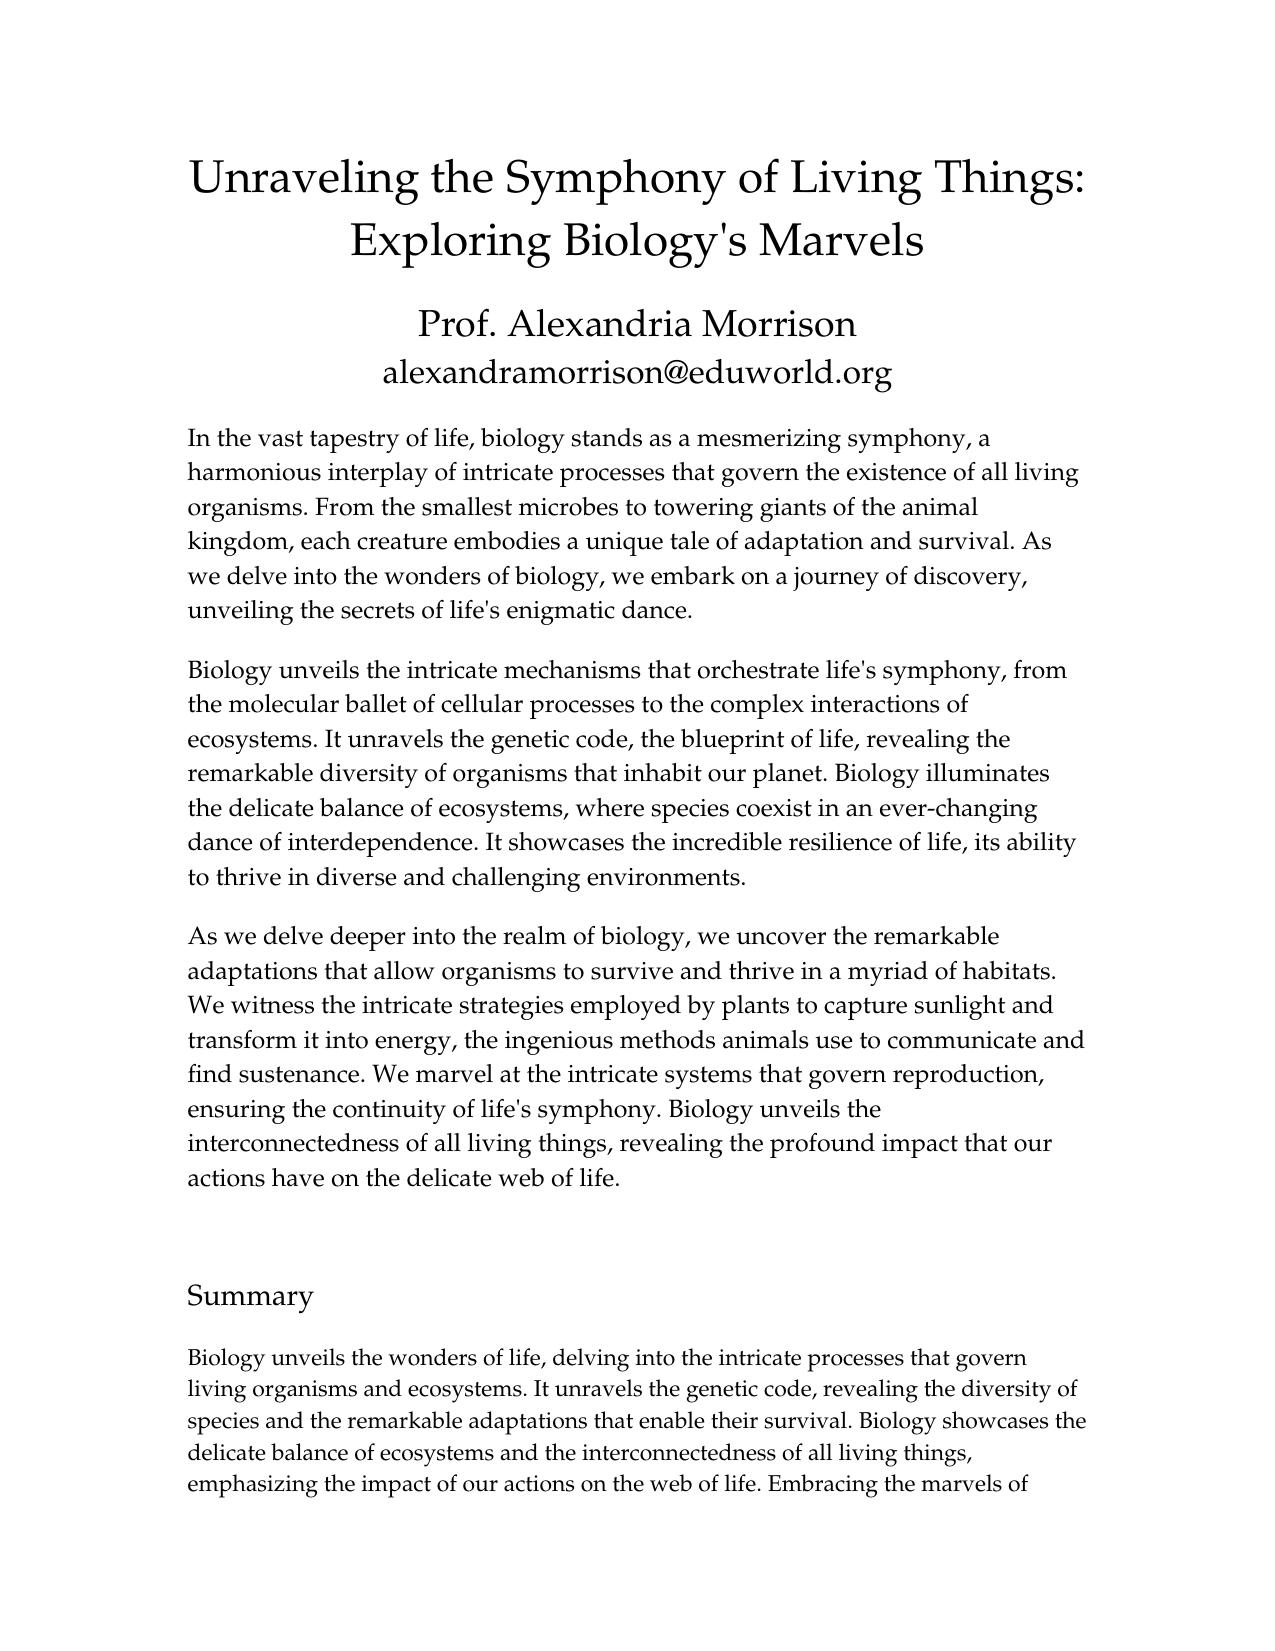 Unraveling the Symphony of Living Things:
Exploring Biology's Marvels
Prof. Alexandria Morrison
alexandramorrison@eduworld.org
In the vast tapestry of life, biology stands as a mesmerizing symphony, a
harmonious interplay of intricate processes that govern the existence of all living
organisms. From the smallest microbes to towering giants of the animal
kingdom, each creature embodies a unique tale of adaptation and survival. As
we delve into the wonders of biology, we embark on a journey of discovery,
unveiling the secrets of life's enigmatic dance.
Biology unveils the intricate mechanisms that orchestrate life's symphony, from
the molecular ballet of cellular processes to the complex interactions of
ecosystems. It unravels the genetic code, the blueprint of life, revealing the
remarkable diversity of organisms that inhabit our planet. Biology illuminates
the delicate balance of ecosystems, where species coexist in an ever-changing
dance of interdependence. It showcases the incredible resilience of life, its ability
to thrive in diverse and challenging environments.
As we delve deeper into the realm of biology, we uncover the remarkable
adaptations that allow organisms to survive and thrive in a myriad of habitats.
We witness the intricate strategies employed by plants to capture sunlight and
transform it into energy, the ingenious methods animals use to communicate and
find sustenance. We marvel at the intricate systems that govern reproduction,
ensuring the continuity of life's symphony. Biology unveils the
interconnectedness of all living things, revealing the profound impact that our
actions have on the delicate web of life.
Summary
Biology unveils the wonders of life, delving into the intricate processes that govern
living organisms and ecosystems. It unravels the genetic code, revealing the diversity of
species and the remarkable adaptations that enable their survival. Biology showcases the
delicate balance of ecosystems and the interconnectedness of all living things,
emphasizing the impact of our actions on the web of life. Embracing the marvels of